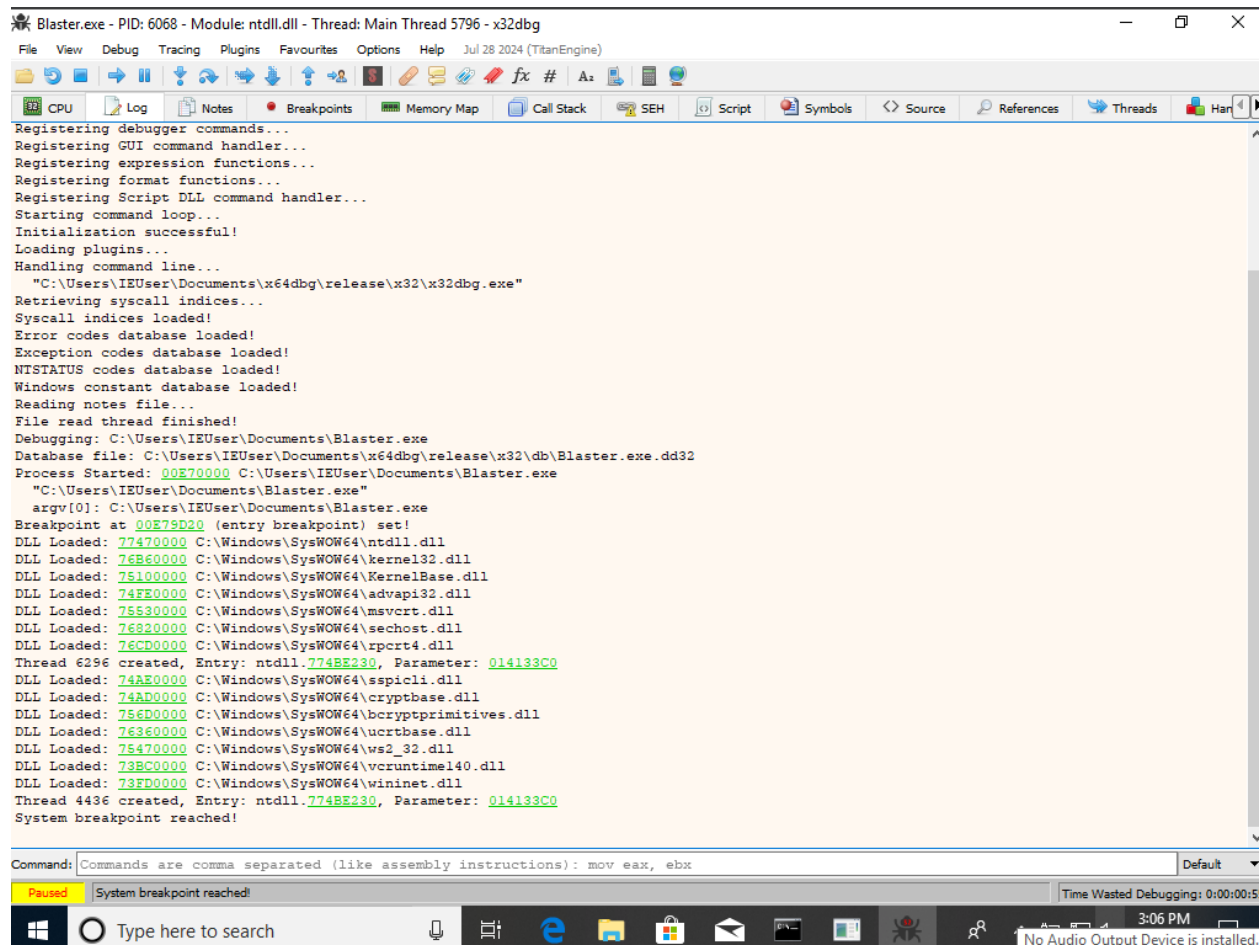 Blaster.exe - PID: 6068 - Module: ntdll.dll - Thread: Main Thread 5796 - x32dbg
File View Debug Tracing Plugins Favourites Options Help Jul 28 2024 (TitanEngine)
CPU Log Notes Breakpoints Memory Map Call Stack SEH Script Symbols Source References Threads Han
Registering debugger commands...
Registering GUI command handler...
Registering expression functions...
Registering format functions...
Registering Script DLL command handler...
Starting command loop...
Initialization successful!
Loading plugins...
Handling command line...
"C:\Users\IEUser\Documents\x64dbg\release\x32\x32dbg.exe"
Retrieving syscall indices...
Syscall indices loaded!
Error codes database loaded!
Exception codes database loaded!
NTSTATUS codes database loaded!
Windows constant database loaded!
Reading notes file...
File read thread finished!
Debugging: C:\Users\IEUser\Documents\Blaster.exe
Database file: C:\Users\IEUser\Documents\x64dbg\release\x32\db\Blaster.exe.dd32
Process Started: 00E70000 C:\Users\IEUser\Documents\Blaster.exe
"C:\Users\IEUser\Documents\Blaster.exe"
argv[0]: C:\Users\IEUser\Documents\Blaster.exe
Breakpoint at 00E79D20 (entry breakpoint) set!
DLL Loaded: 77470000 C:\Windows\SysWOW64\ntdll.dll
DLL Loaded: 76B60000 C:\Windows\SysWOW64\kernel32.dll
DLL Loaded: 75100000 C:\Windows\SysWOW64\KernelBase.dll
DLL Loaded: 74FE0000 C:\Windows\SysWOW64\advapi32.dll
DLL Loaded: 75530000 C:\Windows\SysWOW64\msvcrt.dll
DLL Loaded: 76820000 C:\Windows\SysWOW64\sechost.dll
DLL Loaded: 76CD0000 C:\Windows\SysWOW64\rpcrt4.dll
Thread 6296 created, Entry: ntdll.774BE230, Parameter: 014133C0
DLL Loaded: 74AE0000 C:\Windows\SysWOW64\sspicli.dll
DLL Loaded: 74AD0000 C:\Windows\SysWOW64\cryptbase.dll
DLL Loaded: 756D0000 C:\Windows\SysWOW64\bcryptprimitives.dll
DLL Loaded: 76360000 C:\Windows\SysWOW64\ucrtbase.dll
DLL Loaded: 75470000 C:\Windows\SysWOW64\ws2_32.dll
DLL Loaded: 73BC0000 C:\Windows\SysWOW64\vcruntime140.dll
DLL Loaded: 73FD0000 C:\Windows\SysWOW64\wininet.dll
Thread 4436 created, Entry: ntdll.774BE230, Parameter: 014133C0
System breakpoint reached!
Command: Commands are comma separated (like assembly instructions): mov eax, ebx Default
Paused System breakpoint reached! Time Wasted Debugging: 0:00:00:5
Type here to search 3:06 PM
No Audio Output Device is installed